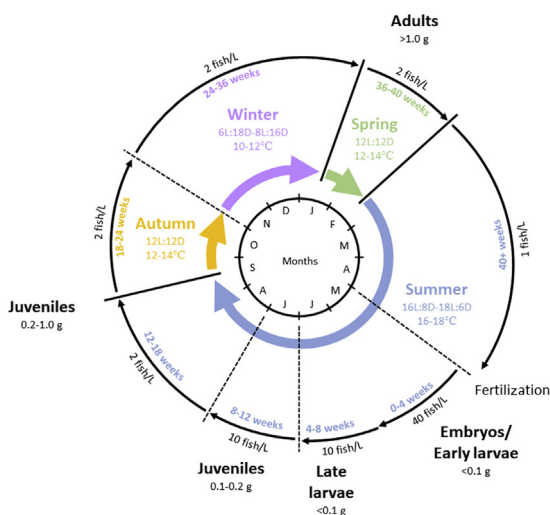 Adults
>1.0 g
2 fish/L
24-36 weeks
Winter
6L:18D-8L:16D
10-12°C
2 fish/L
36-40 weeks
Spring
12L:12D
12-14°C
1 fish/L
40+ weeks
Summer
16L:8D-18L:6D
16-18°C
Fertilization
0-4 weeks
40 fish/L
Embryos/
Early larvae
<0.1 g
4-8 weeks
10 fish/L
Late
larvae
<0.1 g
8-12 weeks
10 fish/L
Juveniles
0.1-0.2 g
12-18 weeks
2 fish/L
Juveniles
0.2-1.0 g
18-24 weeks
2 fish/L
Autumn
12L:12D
12-14°C
Months
J
F
M
A
M
J
J
A
S
O
N
D